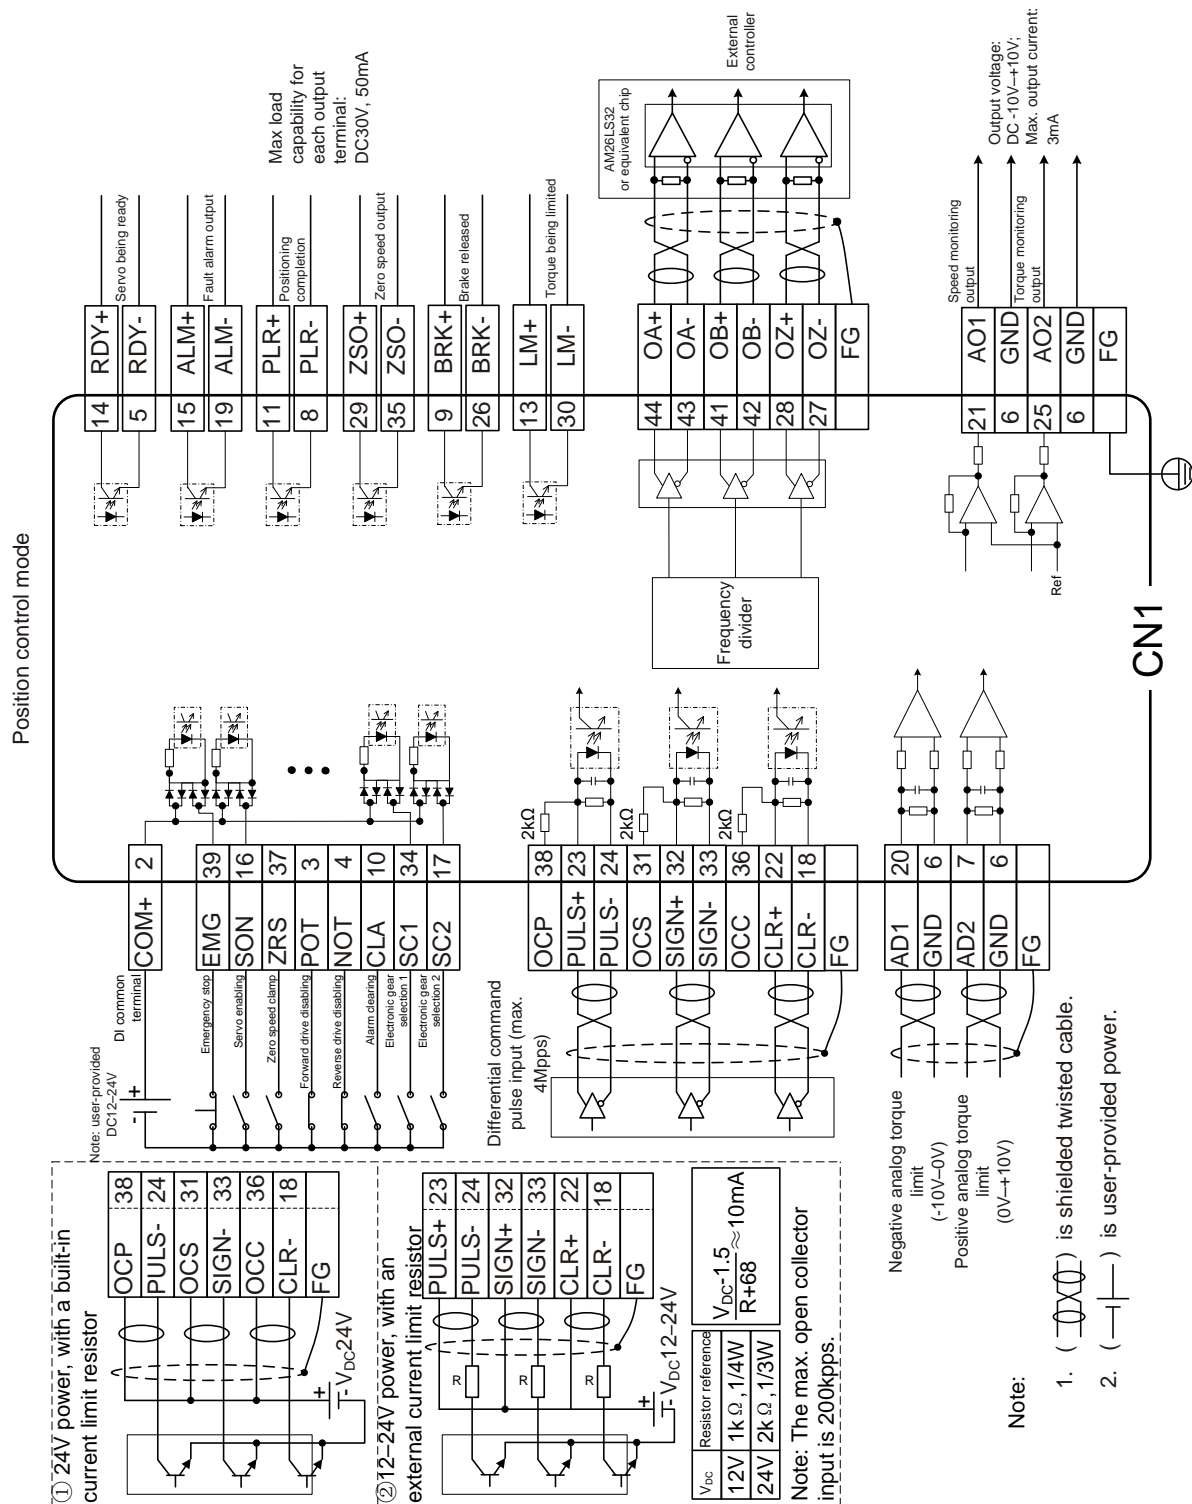 Position control mode
① 24V power, with a built-in
current limit resistor
OCP 38
PULS- 24
OCS 31
SIGN- 33
OCC 36
CLR- 18
FG
+
- VDC24V
②12–24V power, with an
external current limit resistor
PULS+ 23
PULS- 24
SIGN+ 32
SIGN- 33
CLR+ 22
CLR- 18
FG
R
R
R
+
- VDC12–24V
VDC Resistor reference
12V 1kΩ,1/4W
24V 2kΩ,1/3W
VDC-1.5
R+68
≈10mA
Note: The max. open collector
input is 200kpps.
Note: user-provided
DC12–24V
- +
DI common
terminal
COM+ 2
Emergency stop
EMG 39
Servo enabling
SON 16
Zero speed clamp
ZRS 37
Forward drive disabling
POT 3
Reverse drive disabling
NOT 4
Alarm clearing
CLA 10
Electronic gear
selection 1
SC1 34
Electronic gear
selection 2
SC2 17
Differential command
pulse input (max.
4Mpps)
OCP 38
PULS+ 23
PULS- 24
OCS 31
SIGN+ 32
SIGN- 33
OCC 36
CLR+ 22
CLR- 18
FG
2kΩ
2kΩ
2kΩ
Negative analog torque
limit
(-10V–0V)
Positive analog torque
limit
(0V–+10V)
AD1 20
GND 6
AD2 7
GND 6
FG
14 RDY+
Servo being ready
5 RDY-
15 ALM+
Fault alarm output
19 ALM-
11 PLR+
Positioning
completion
8 PLR-
29 ZSO+
Zero speed output
35 ZSO-
9 BRK+
Brake released
26 BRK-
13 LM+
Torque being limited
30 LM-
Max load
capability for
each output
terminal:
DC30V, 50mA
Frequency
divider
44 OA+
43 OA-
41 OB+
42 OB-
28 OZ+
27 OZ-
FG
AM26LS32
or equivalent chip
External
controller
Ref
21 AO1
6 GND
25 AO2
6 GND
FG
Speed monitoring
output
Torque monitoring
output
Output voltage:
DC -10V–+10V;
Max. output current:
3mA
CN1
Note:
1. ( ) is shielded twisted cable.
2. ( ) is user-provided power.